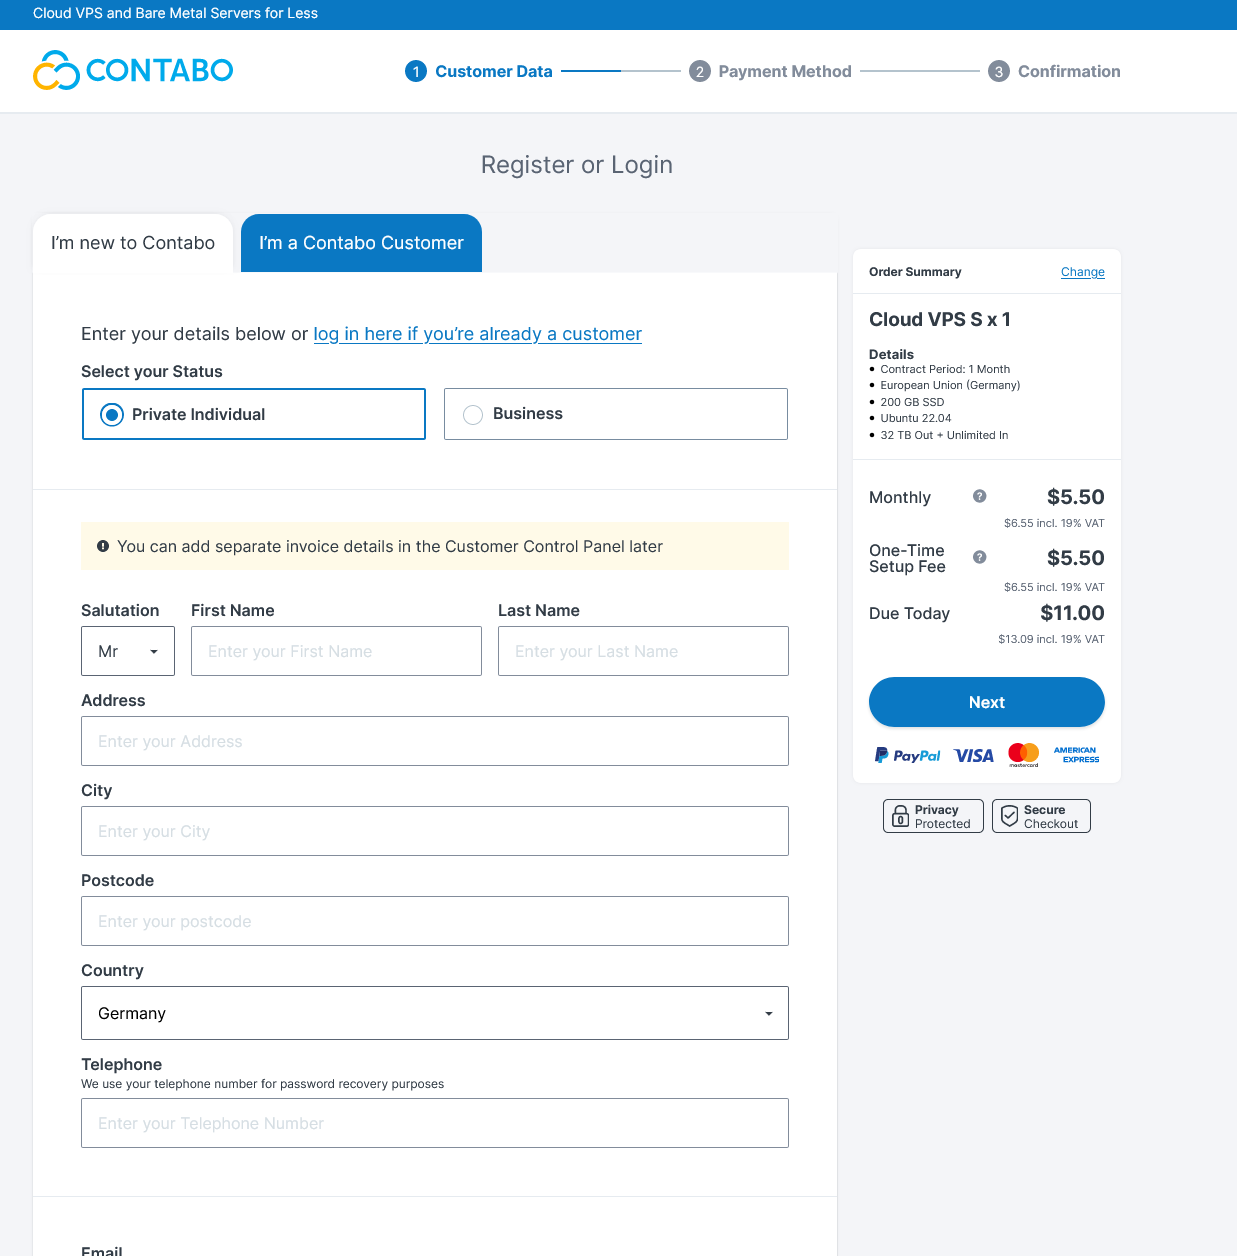 Cloud VPS and Bare Metal Servers for Less
CONTABO
1 Customer Data
2 Payment Method
3 Confirmation
Register or Login
I'm new to Contabo
I'm a Contabo Customer
Enter your details below or log in here if you're already a customer
Select your Status
Private Individual
Business
You can add separate invoice details in the Customer Control Panel later
Salutation
First Name
Last Name
Mr
Enter your First Name
Enter your Last Name
Address
Enter your Address
City
Enter your City
Postcode
Enter your postcode
Country
Germany
Telephone
We use your telephone number for password recovery purposes
Enter your Telephone Number
Email
Order Summary
Change
Cloud VPS S x 1
Details
Contract Period: 1 Month
European Union (Germany)
200 GB SSD
Ubuntu 22.04
32 TB Out + Unlimited In
Monthly ? $5.50
$6.55 incl. 19% VAT
One-Time
Setup Fee ? $5.50
$6.55 incl. 19% VAT
Due Today $11.00
$13.09 incl. 19% VAT
Next
PayPal
VISA
mastercard
AMERICAN
EXPRESS
Privacy
Protected
Secure
Checkout